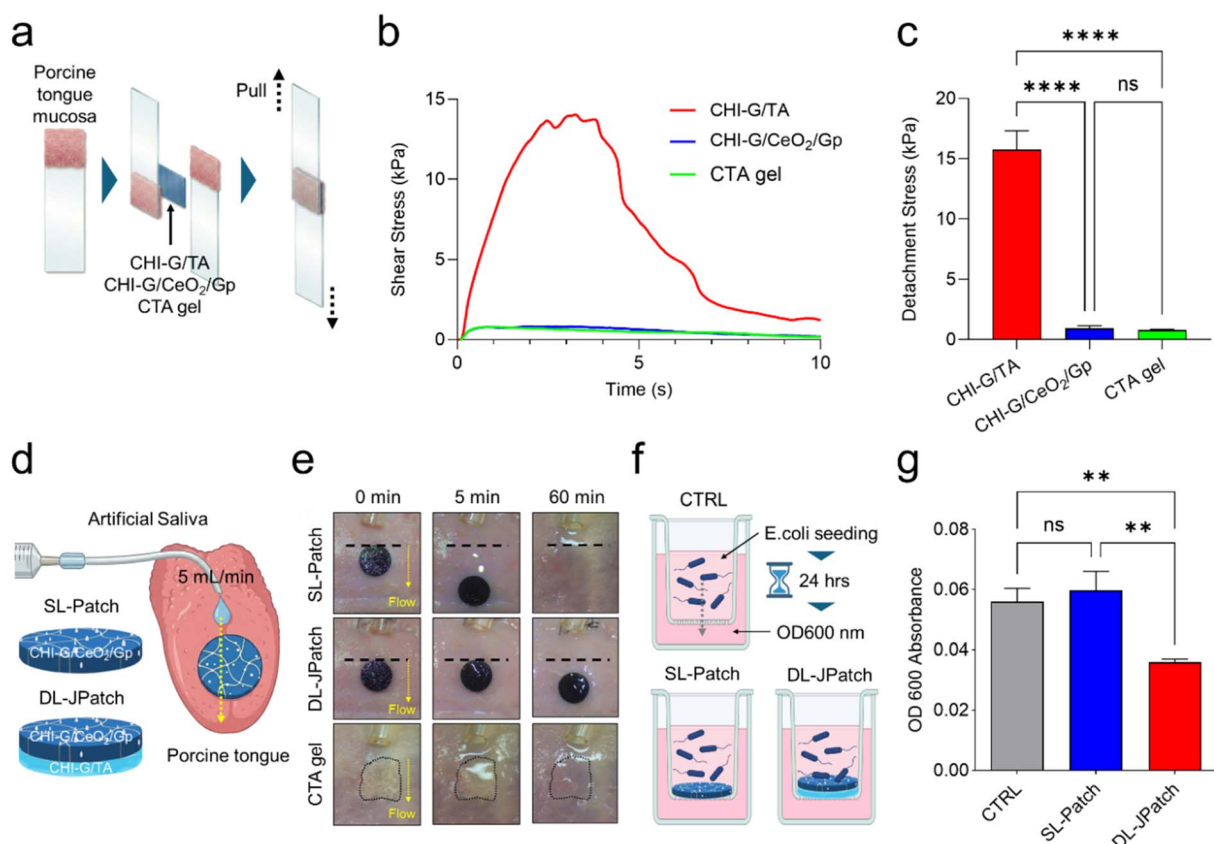 a
Porcine
tongue
mucosa
Pull
CHI-G/TA
CHI-G/CeO₂/Gp
CTA gel
b
Shear Stress (kPa)
15
10
5
0
0
2
4
6
8
10
Time (s)
CHI-G/TA
CHI-G/CeO₂/Gp
CTA gel
c
Detachment Stress (kPa)
20
15
10
5
0
****
****
ns
CHI-G/TA
CHI-G/CeO₂/Gp
CTA gel
d
Artificial Saliva
5 mL/min
SL-Patch
CHI-G/CeO₂/Gp
DL-JPatch
CHI-G/CeO₂/Gp
CHI-G/TA
Porcine tongue
e
0 min
5 min
60 min
SL-Patch
Flow
DL-JPatch
Flow
CTA gel
Flow
f
CTRL
E.coli seeding
24 hrs
OD600 nm
SL-Patch
DL-JPatch
g
OD 600 Absorbance
0.08
0.06
0.04
0.02
0.00
**
ns
**
CTRL
SL-Patch
DL-JPatch